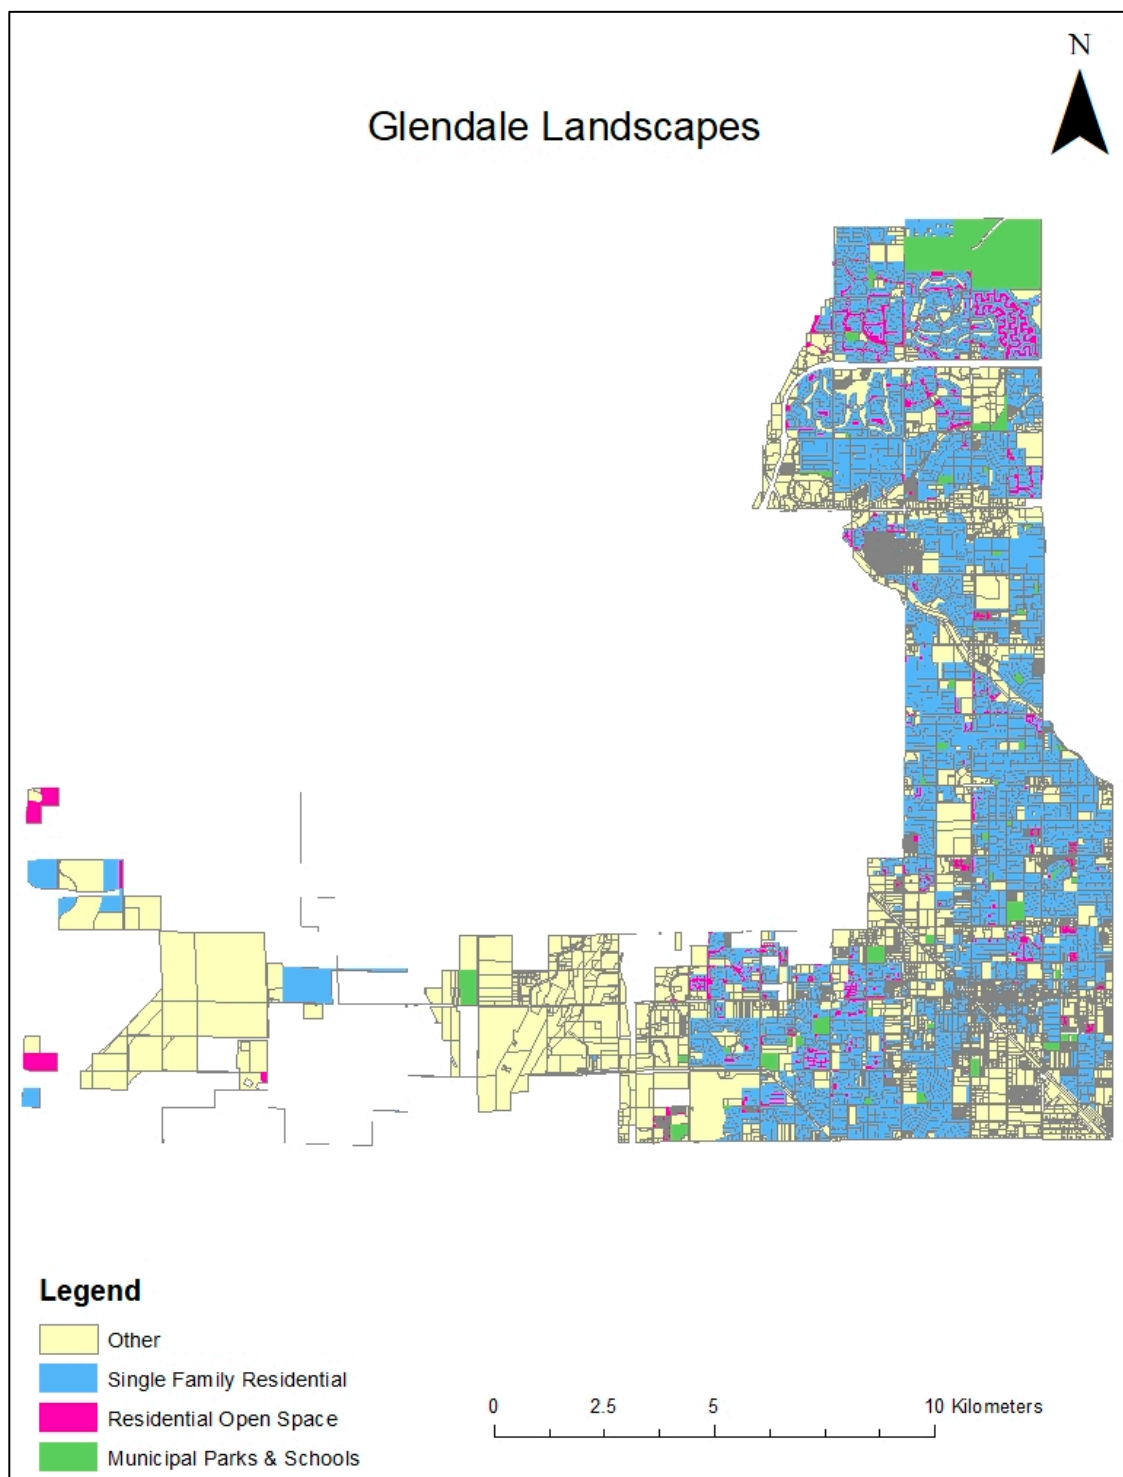 N
Glendale Landscapes
Legend
Other
Single Family Residential
Residential Open Space
Municipal Parks & Schools
0 2.5 5 10 Kilometers